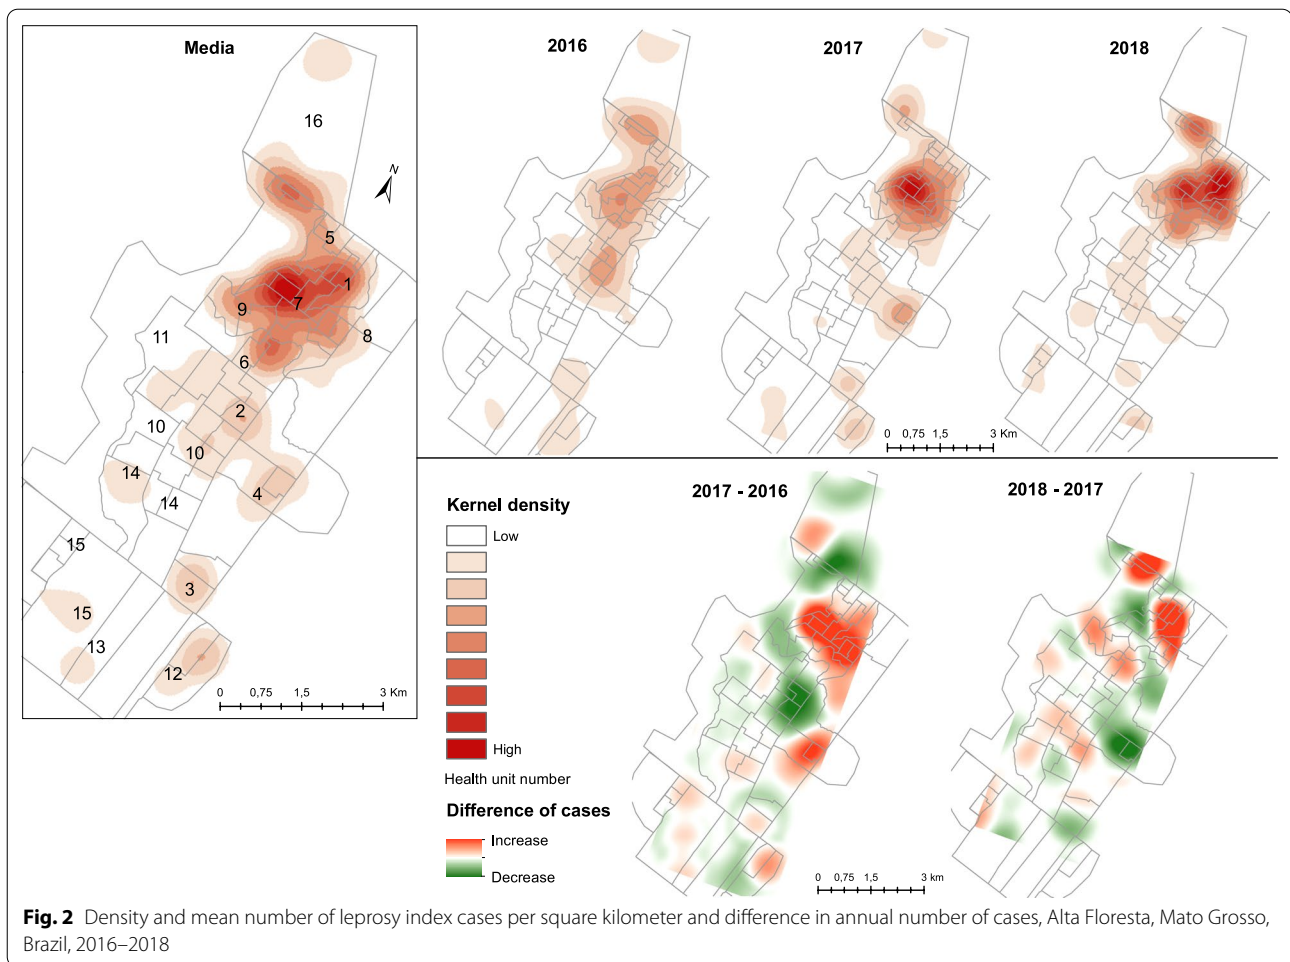 Media
N
16
5
1
7
9
8
11
6
2
10
10
14
4
14
15
3
15
13
12
0 0,75 1,5 3 Km
2016
2017
2018
0 0,75 1,5 3 Km
Kernel density
Low
High
Health unit number
Difference of cases
Increase
Decrease
2017 - 2016
2018 - 2017
0 0,75 1,5 3 km
Fig. 2 Density and mean number of leprosy index cases per square kilometer and difference in annual number of cases, Alta Floresta, Mato Grosso,
Brazil, 2016–2018